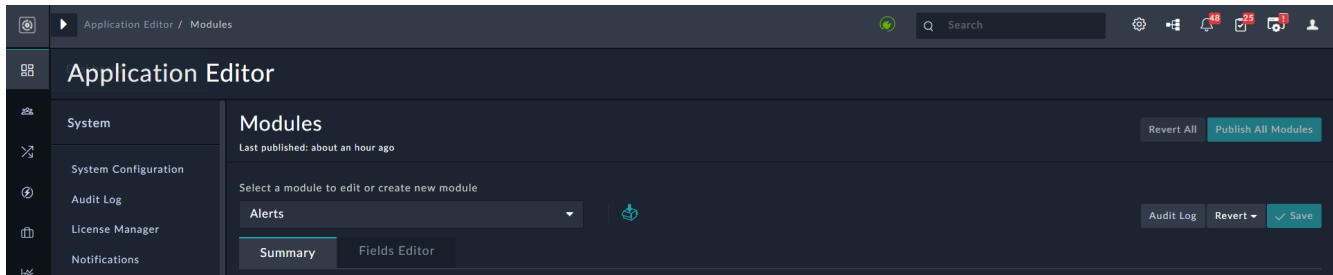 Application Editor / Modules
Search
48
25
!
Application Editor
System
Modules
Last published: about an hour ago
Revert All
Publish All Modules
System Configuration
Select a module to edit or create new module
Audit Log
Alerts
Audit Log
Revert
Save
License Manager
Summary
Fields Editor
Notifications